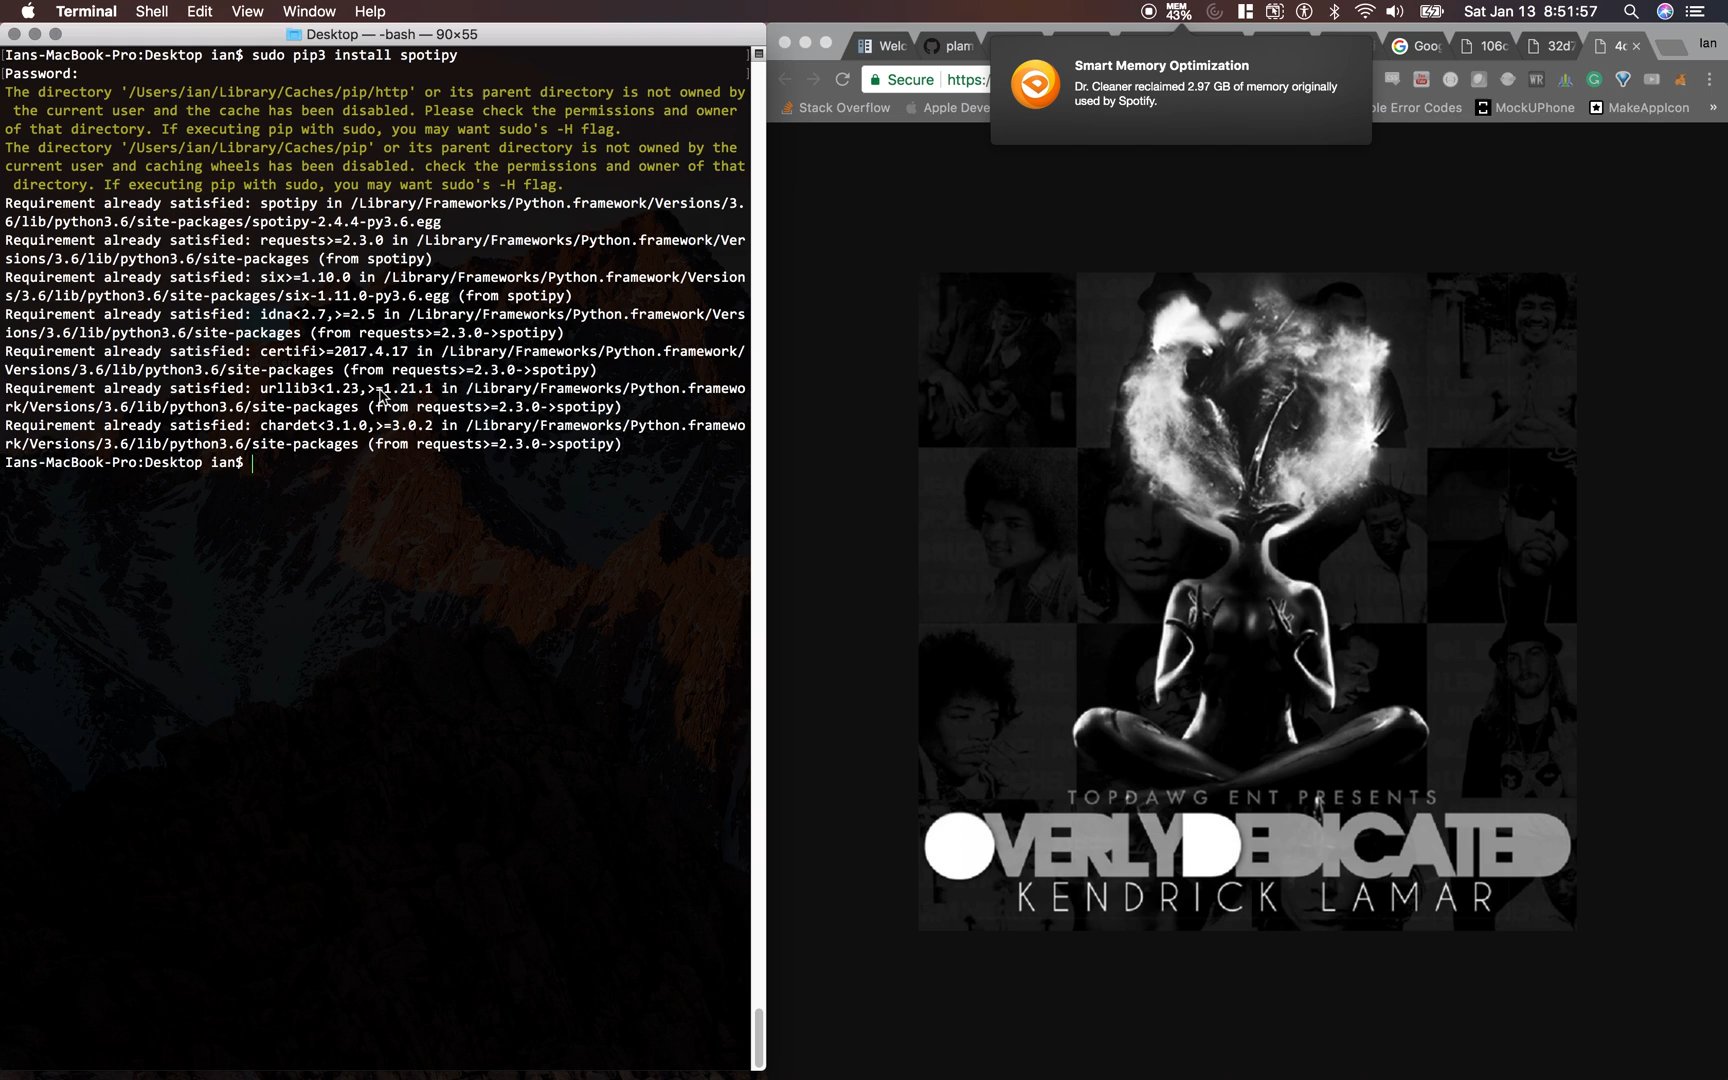 Terminal Shell Edit View Window Help
MEM
43%
Sat Jan 13 8:51:57
Desktop — -bash — 90×55
Ians-MacBook-Pro:Desktop ian$ sudo pip3 install spotipy
Password:
The directory '/Users/ian/Library/Caches/pip/http' or its parent directory is not owned by
the current user and the cache has been disabled. Please check the permissions and owner
of that directory. If executing pip with sudo, you may want sudo's -H flag.
The directory '/Users/ian/Library/Caches/pip' or its parent directory is not owned by the
current user and caching wheels has been disabled. check the permissions and owner of that
directory. If executing pip with sudo, you may want sudo's -H flag.
Requirement already satisfied: spotipy in /Library/Frameworks/Python.framework/Versions/3.
6/lib/python3.6/site-packages/spotipy-2.4.4-py3.6.egg
Requirement already satisfied: requests>=2.3.0 in /Library/Frameworks/Python.framework/Ver
sions/3.6/lib/python3.6/site-packages (from spotipy)
Requirement already satisfied: six>=1.10.0 in /Library/Frameworks/Python.framework/Version
s/3.6/lib/python3.6/site-packages/six-1.11.0-py3.6.egg (from spotipy)
Requirement already satisfied: idna<2.7,>=2.5 in /Library/Frameworks/Python.framework/Vers
ions/3.6/lib/python3.6/site-packages (from requests>=2.3.0->spotipy)
Requirement already satisfied: certifi>=2017.4.17 in /Library/Frameworks/Python.framework/
Versions/3.6/lib/python3.6/site-packages (from requests>=2.3.0->spotipy)
Requirement already satisfied: urllib3<1.23,>=1.21.1 in /Library/Frameworks/Python.framewo
rk/Versions/3.6/lib/python3.6/site-packages (from requests>=2.3.0->spotipy)
Requirement already satisfied: chardet<3.1.0,>=3.0.2 in /Library/Frameworks/Python.framewo
rk/Versions/3.6/lib/python3.6/site-packages (from requests>=2.3.0->spotipy)
Ians-MacBook-Pro:Desktop ian$
Welc plam Goog 106c 32d7 4c Ian
Secure https:/
Stack Overflow Apple Deve ple Error Codes MockUPhone MakeAppIcon »
Smart Memory Optimization
Dr. Cleaner reclaimed 2.97 GB of memory originally
used by Spotify.
TOPDAWG ENT PRESENTS
OVERLYDEDICATED
KENDRICK LAMAR